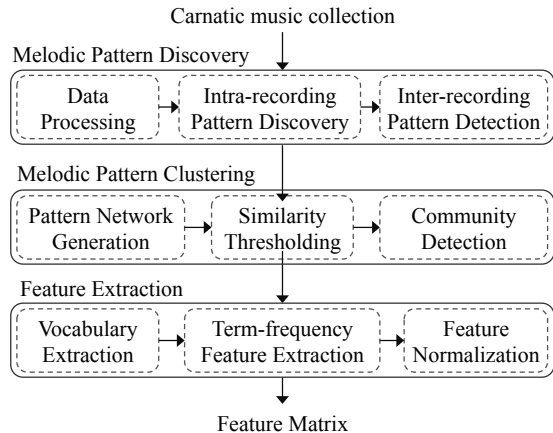 Carnatic music collection
Melodic Pattern Discovery
Data
Processing
Intra-recording
Pattern Discovery
Inter-recording
Pattern Detection
Melodic Pattern Clustering
Pattern Network
Generation
Similarity
Thresholding
Community
Detection
Feature Extraction
Vocabulary
Extraction
Term-frequency
Feature Extraction
Feature
Normalization
Feature Matrix